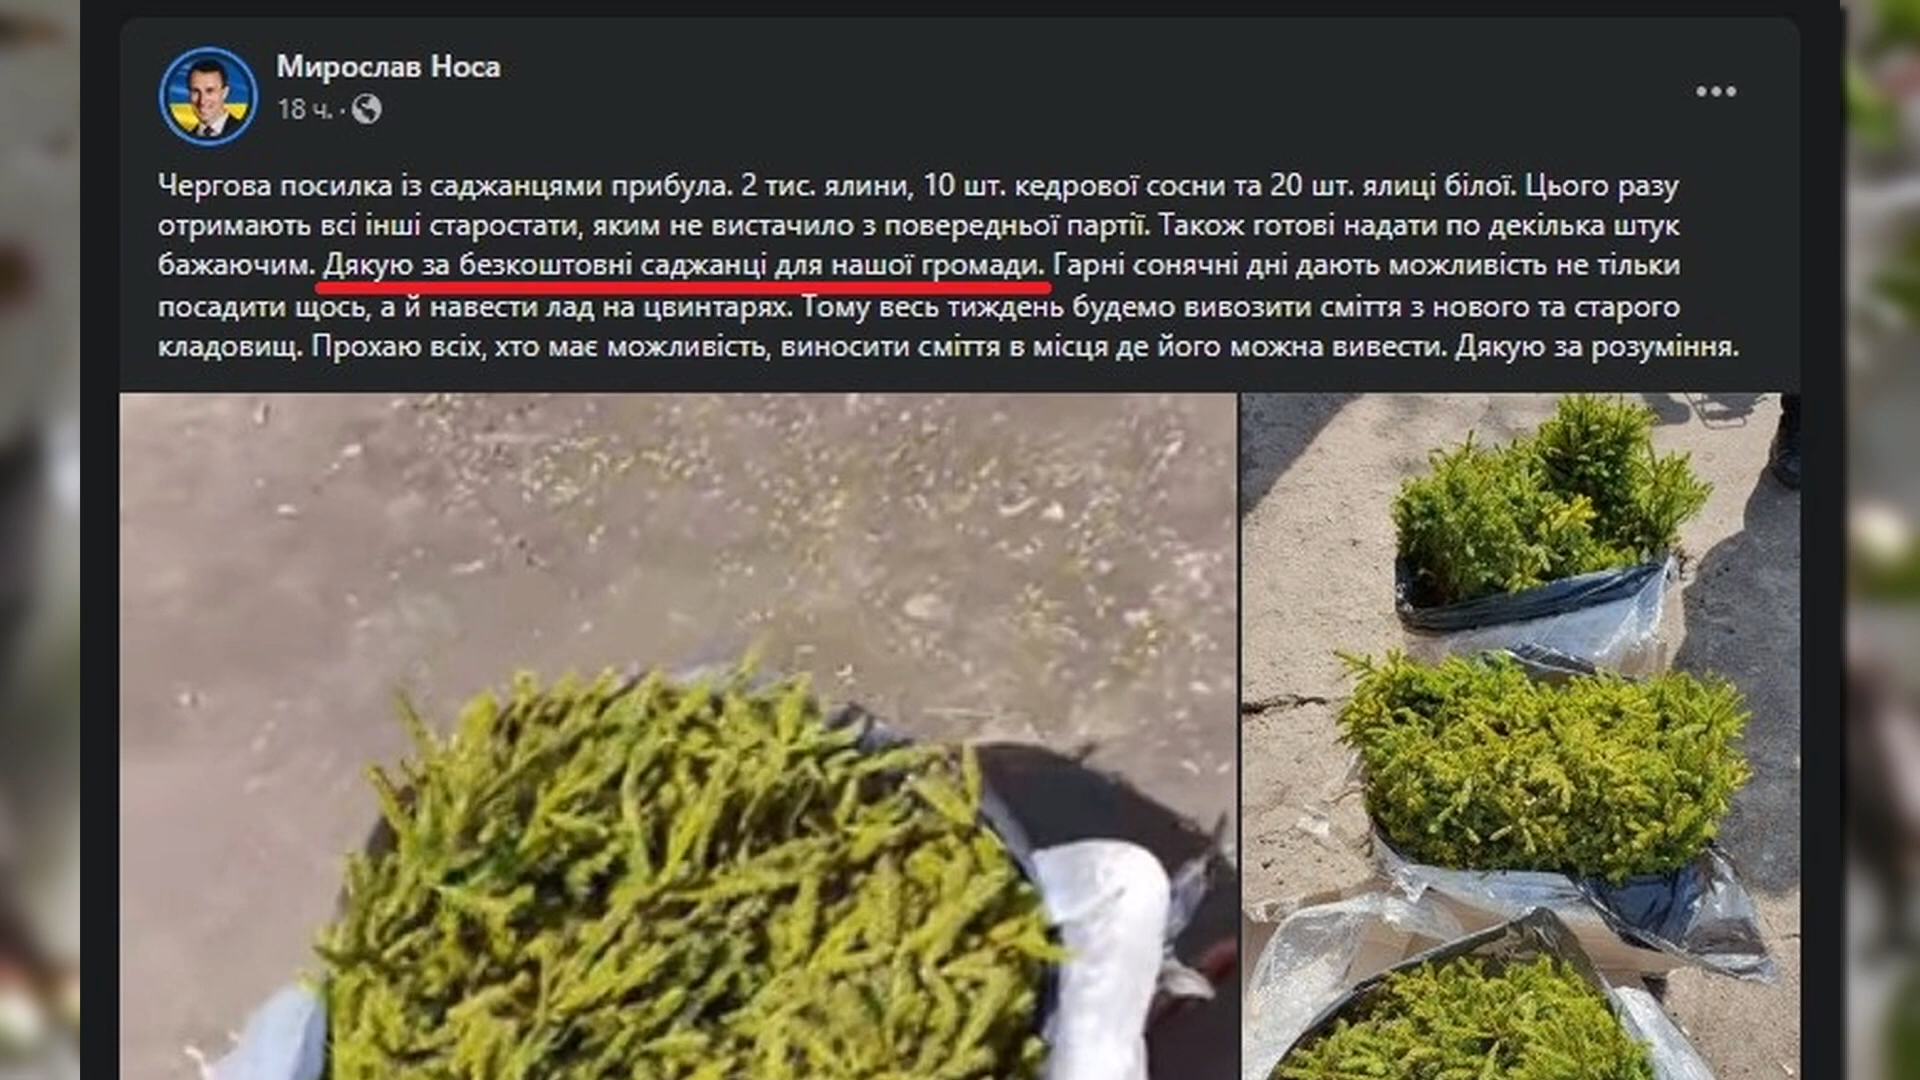 Мирослав Носа
18 ч. ·
Чергова посилка із саджанцями прибула. 2 тис. ялини, 10 шт. кедрової сосни та 20 шт. ялиці білої. Цього разу
отримають всі інші старостати, яким не вистачило з повередньої партії. Також готові надати по декілька штук
бажаючим. Дякую за безкоштовні саджанці для нашої громади. Гарні сонячні дні дають можливість не тільки
посадити щось, а й навести лад на цвинтарях. Тому весь тиждень будемо вивозити сміття з нового та старого
кладовищ. Прохаю всіх, хто має можливість, виносити сміття в місця де його можна вивести. Дякую за розуміння.